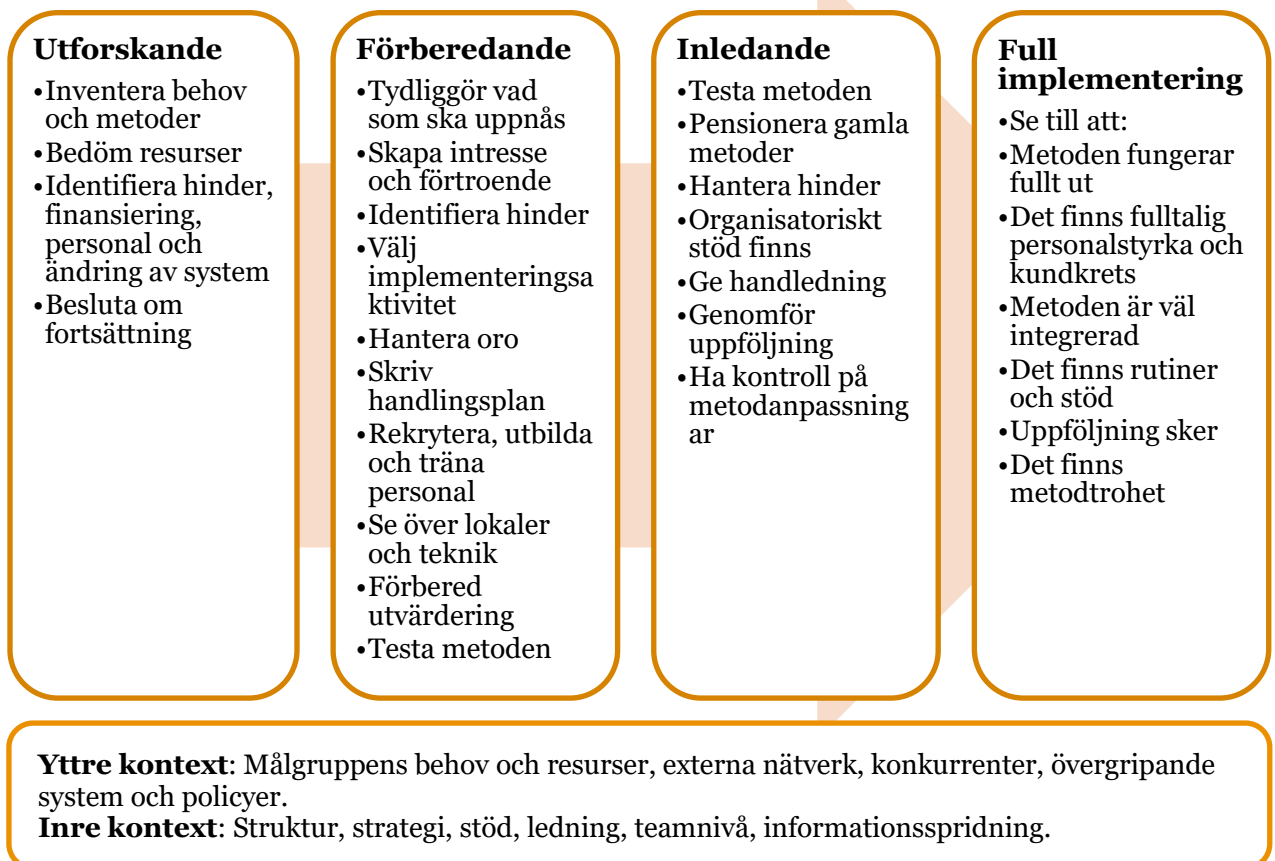 Utforskande
•Inventera behov
och metoder
•Bedöm resurser
•Identifiera hinder,
finansiering,
personal och
ändring av system
•Besluta om
fortsättning
Förberedande
•Tydliggör vad
som ska uppnås
•Skapa intresse
och förtroende
•Identifiera hinder
•Välj
implementeringsa
ktivitet
•Hantera oro
•Skriv
handlingsplan
•Rekrytera, utbilda
och träna
personal
•Se över lokaler
och teknik
•Förbered
utvärdering
•Testa metoden
Inledande
•Testa metoden
•Pensionera gamla
metoder
•Hantera hinder
•Organisatoriskt
stöd finns
•Ge handledning
•Genomför
uppföljning
•Ha kontroll på
metodanpassning
ar
Full
implementering
•Se till att:
•Metoden fungerar
fullt ut
•Det finns fulltalig
personalstyrka och
kundkrets
•Metoden är väl
integrerad
•Det finns rutiner
och stöd
•Uppföljning sker
•Det finns
metodtrohet
Yttre kontext: Målgruppens behov och resurser, externa nätverk, konkurrenter, övergripande
system och policyer.
Inre kontext: Struktur, strategi, stöd, ledning, teamnivå, informationsspridning.